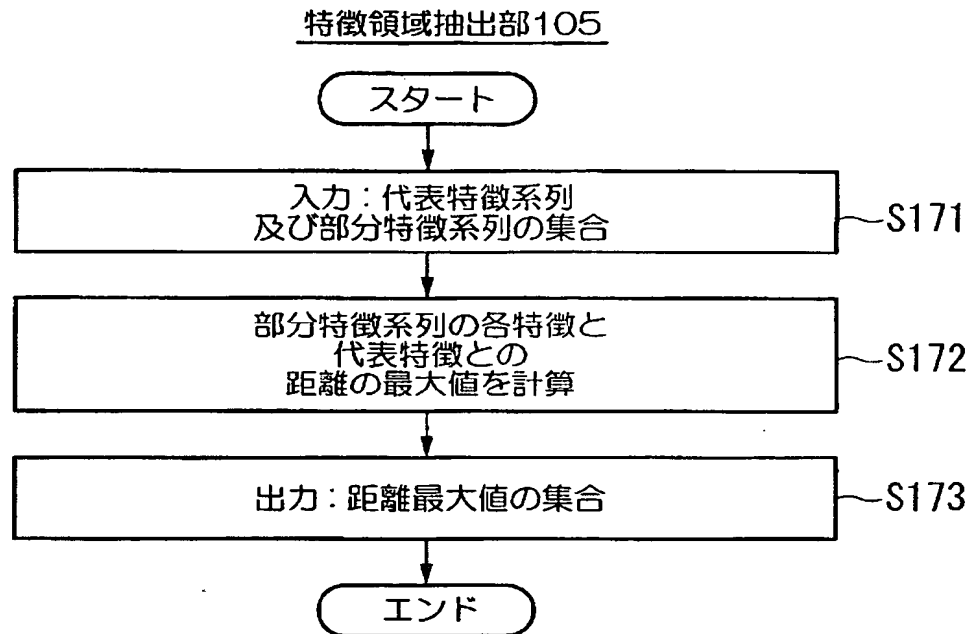 特徴領域抽出部105
スタート
入力：代表特徴系列
及び部分特徴系列の集合
S171
部分特徴系列の各特徴と
代表特徴との
距離の最大値を計算
S172
出力：距離最大値の集合
S173
エンド